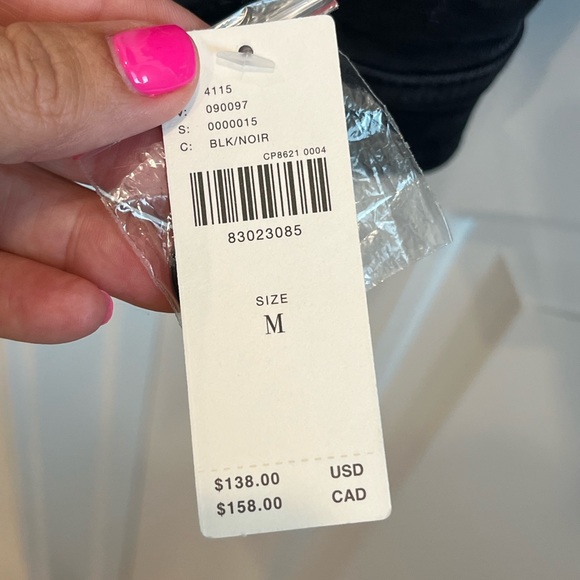 4115
V: 090097
S: 0000015
C: BLK/NOIR
CP8621 0004
83023085
SIZE
M
$138.00 USD
$158.00 CAD